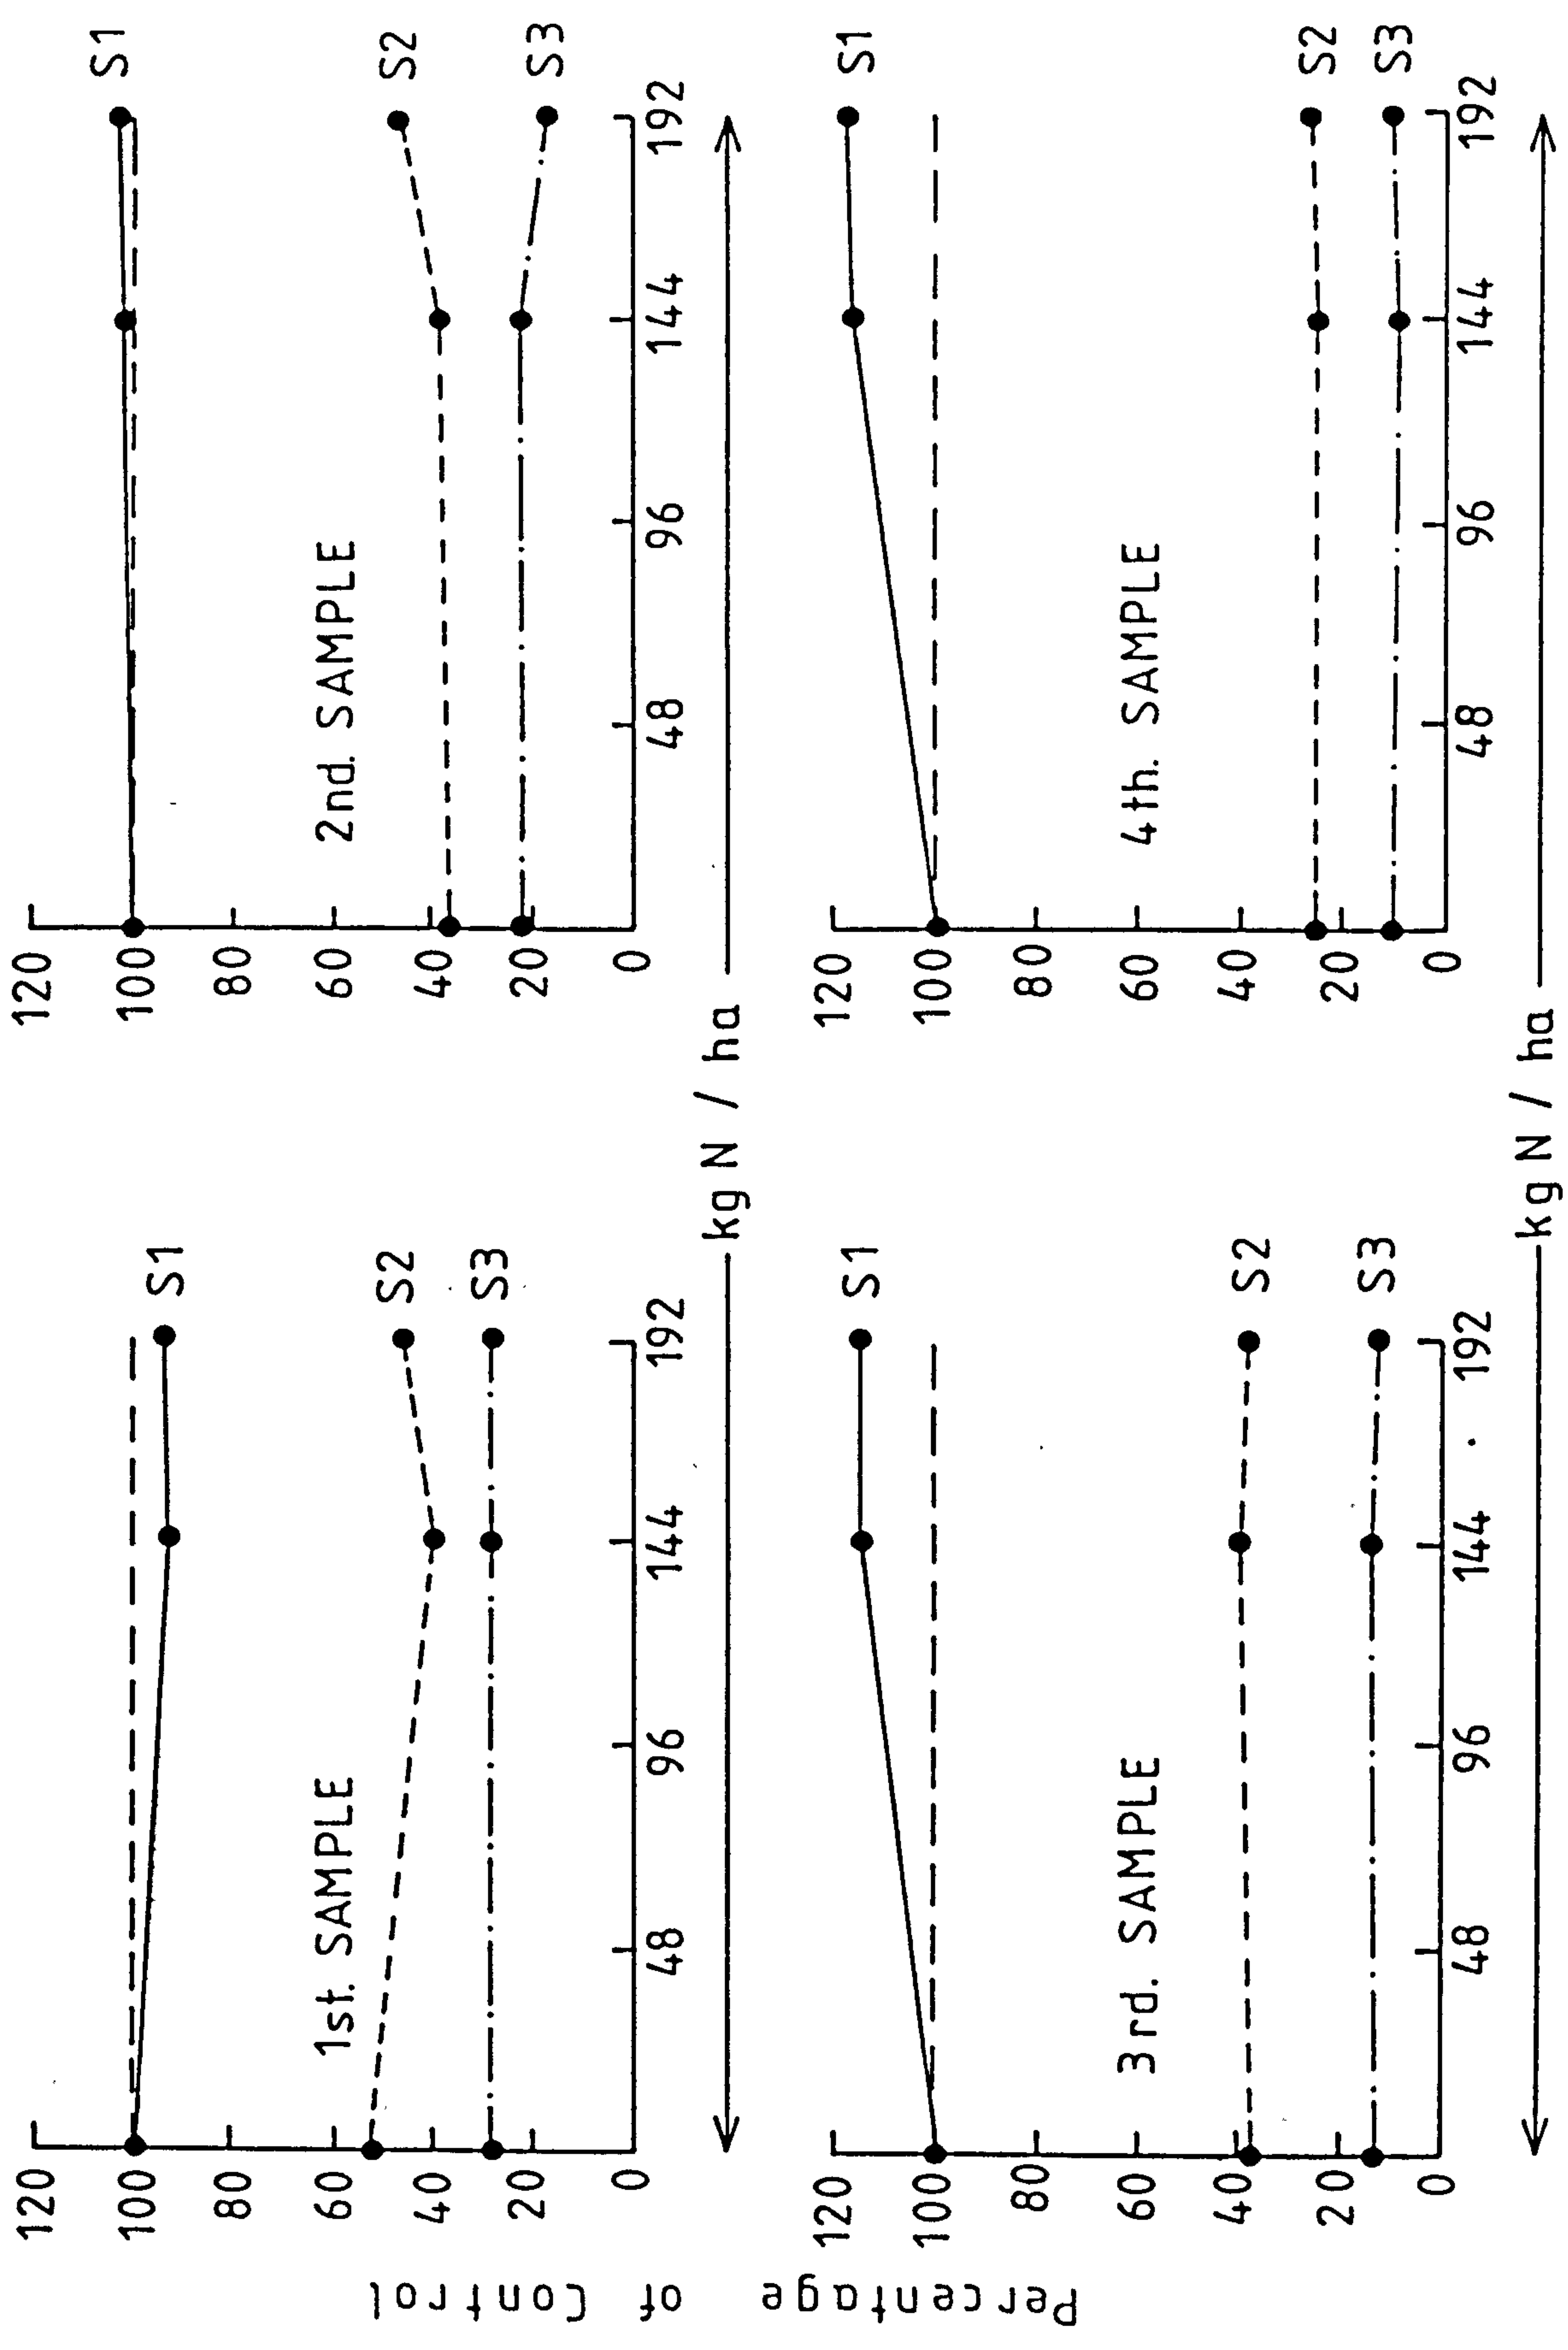 Percentage of Control
120
100
80
60
40
20
0
1st. SAMPLE
S1
S2
S3
48
96
144
192
120
100
80
60
40
20
0
2nd. SAMPLE
S1
S2
S3
48
96
144
192
kg N / ha
120
100
80
60
40
20
0
3rd. SAMPLE
S1
S2
S3
48
96
144
192
120
100
80
60
40
20
0
4th. SAMPLE
S1
S2
S3
48
96
144
192
kg N / ha